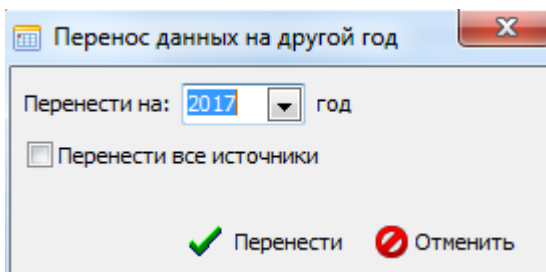 Перенос данных на другой год
Перенести на: 2017 год
Перенести все источники
Перенести Отменить